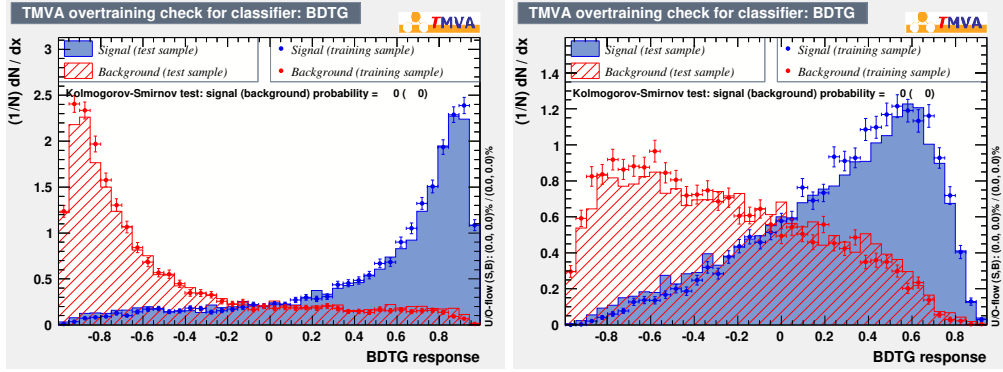 TMVA overtraining check for classifier: BDTG
TMVA
Signal (test sample)
Background (test sample)
Signal (training sample)
Background (training sample)
Kolmogorov-Smirnov test: signal (background) probability = 0 ( 0)
(1/N) dN / dx
3
2.5
2
1.5
1
0.5
0
-0.8 -0.6 -0.4 -0.2 0 0.2 0.4 0.6 0.8
BDTG response
U/O-flow (S,B): (0.0, 0.0)% / (0.0, 0.0)%
TMVA overtraining check for classifier: BDTG
TMVA
Signal (test sample)
Background (test sample)
Signal (training sample)
Background (training sample)
Kolmogorov-Smirnov test: signal (background) probability = 0 ( 0)
(1/N) dN / dx
1.4
1.2
1
0.8
0.6
0.4
0.2
0
-0.8 -0.6 -0.4 -0.2 0 0.2 0.4 0.6 0.8
BDTG response
U/O-flow (S,B): (0.0, 0.0)% / (0.0, 0.0)%